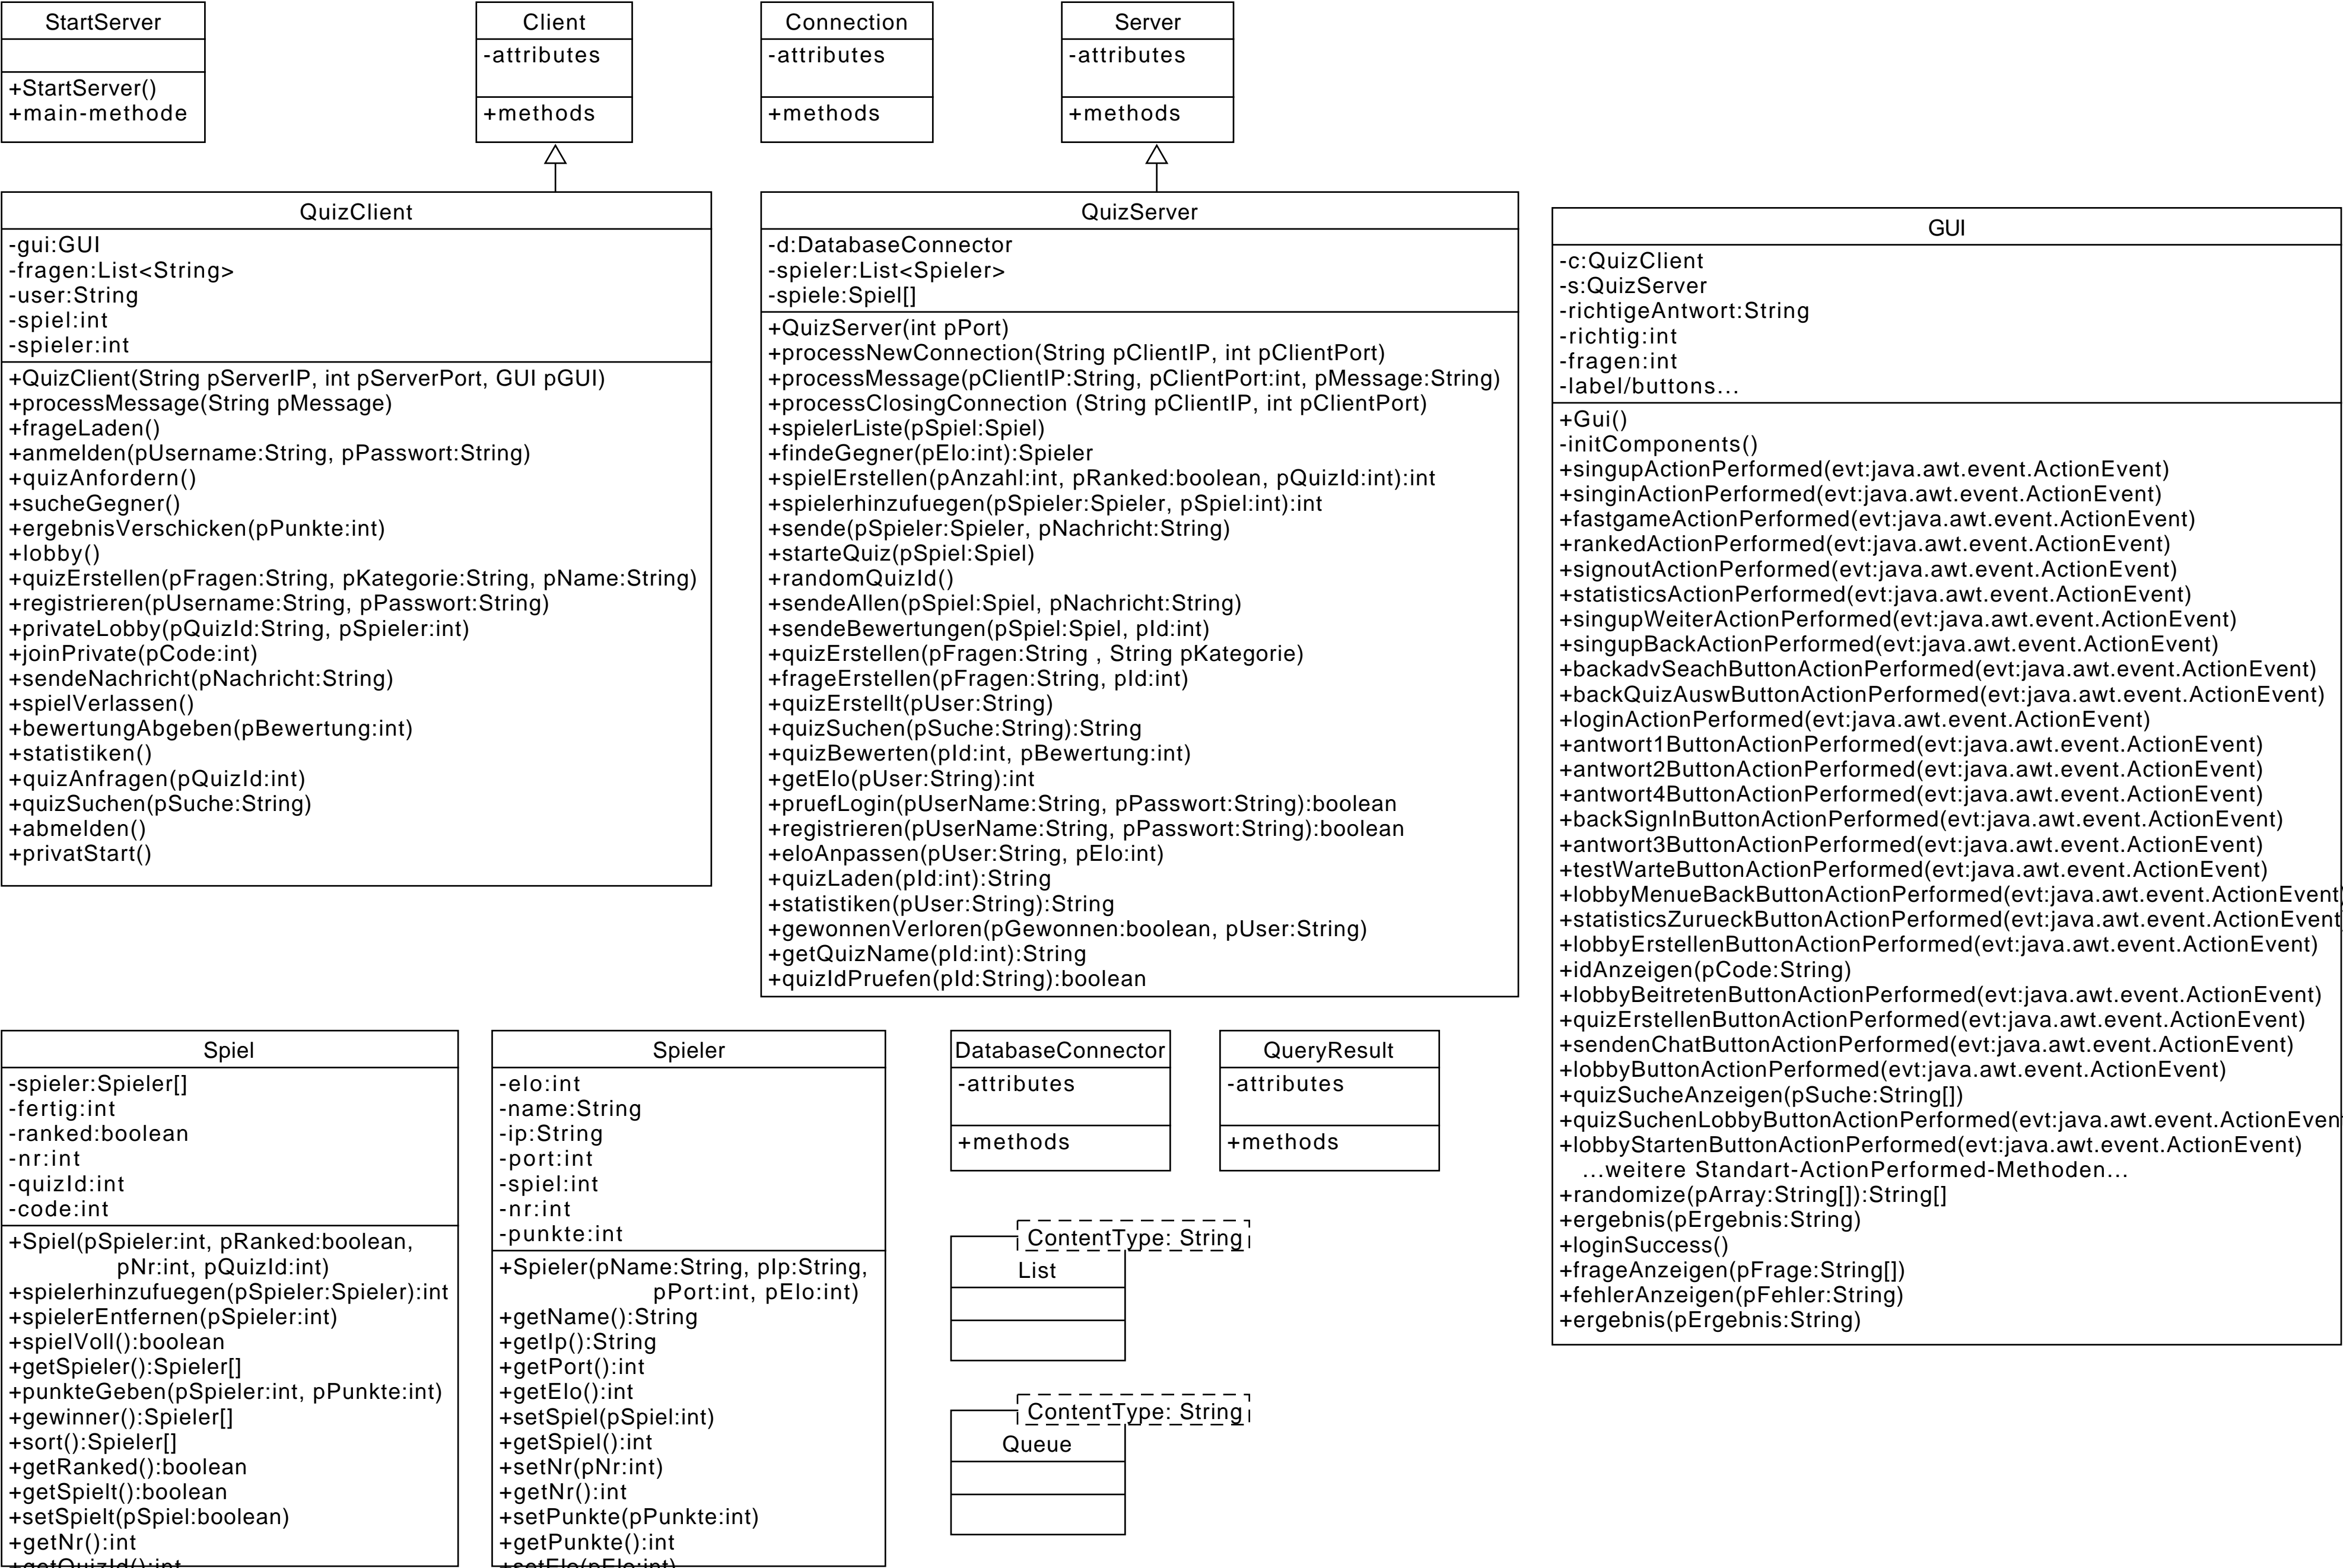 StartServer
+StartServer()
+main-methode
Client
-attributes
+methods
Connection
-attributes
+methods
Server
-attributes
+methods
QuizClient
-gui:GUI
-fragen:List<String>
-user:String
-spiel:int
-spieler:int
+QuizClient(String pServerIP, int pServerPort, GUI pGUI)
+processMessage(String pMessage)
+frageLaden()
+anmelden(pUsername:String, pPasswort:String)
+quizAnfordern()
+sucheGegner()
+ergebnisVerschicken(pPunkte:int)
+lobby()
+quizErstellen(pFragen:String, pKategorie:String, pName:String)
+registrieren(pUsername:String, pPasswort:String)
+privateLobby(pQuizId:String, pSpieler:int)
+joinPrivate(pCode:int)
+sendeNachricht(pNachricht:String)
+spielVerlassen()
+bewertungAbgeben(pBewertung:int)
+statistiken()
+quizAnfragen(pQuizId:int)
+quizSuchen(pSuche:String)
+abmelden()
+privatStart()
QuizServer
-d:DatabaseConnector
-spieler:List<Spieler>
-spiele:Spiel[]
+QuizServer(int pPort)
+processNewConnection(String pClientIP, int pClientPort)
+processMessage(pClientIP:String, pClientPort:int, pMessage:String)
+processClosingConnection (String pClientIP, int pClientPort)
+spielerListe(pSpiel:Spiel)
+findeGegner(pElo:int):Spieler
+spielErstellen(pAnzahl:int, pRanked:boolean, pQuizId:int):int
+spielerhinzufuegen(pSpieler:Spieler, pSpiel:int):int
+sende(pSpieler:Spieler, pNachricht:String)
+starteQuiz(pSpiel:Spiel)
+randomQuizId()
+sendeAllen(pSpiel:Spiel, pNachricht:String)
+sendeBewertungen(pSpiel:Spiel, pId:int)
+quizErstellen(pFragen:String , String pKategorie)
+frageErstellen(pFragen:String, pId:int)
+quizErstellt(pUser:String)
+quizSuchen(pSuche:String):String
+quizBewerten(pId:int, pBewertung:int)
+getElo(pUser:String):int
+pruefLogin(pUserName:String, pPasswort:String):boolean
+registrieren(pUserName:String, pPasswort:String):boolean
+eloAnpassen(pUser:String, pElo:int)
+quizLaden(pId:int):String
+statistiken(pUser:String):String
+gewonnenVerloren(pGewonnen:boolean, pUser:String)
+getQuizName(pId:int):String
+quizIdPruefen(pId:String):boolean
GUI
-c:QuizClient
-s:QuizServer
-richtigeAntwort:String
-richtig:int
-fragen:int
-label/buttons...
+Gui()
-initComponents()
+singupActionPerformed(evt:java.awt.event.ActionEvent)
+singinActionPerformed(evt:java.awt.event.ActionEvent)
+fastgameActionPerformed(evt:java.awt.event.ActionEvent)
+rankedActionPerformed(evt:java.awt.event.ActionEvent)
+signoutActionPerformed(evt:java.awt.event.ActionEvent)
+statisticsActionPerformed(evt:java.awt.event.ActionEvent)
+singupWeiterActionPerformed(evt:java.awt.event.ActionEvent)
+singupBackActionPerformed(evt:java.awt.event.ActionEvent)
+backadvSeachButtonActionPerformed(evt:java.awt.event.ActionEvent)
+backQuizAuswButtonActionPerformed(evt:java.awt.event.ActionEvent)
+loginActionPerformed(evt:java.awt.event.ActionEvent)
+antwort1ButtonActionPerformed(evt:java.awt.event.ActionEvent)
+antwort2ButtonActionPerformed(evt:java.awt.event.ActionEvent)
+antwort4ButtonActionPerformed(evt:java.awt.event.ActionEvent)
+backSignInButtonActionPerformed(evt:java.awt.event.ActionEvent)
+antwort3ButtonActionPerformed(evt:java.awt.event.ActionEvent)
+testWarteButtonActionPerformed(evt:java.awt.event.ActionEvent)
+lobbyMenueBackButtonActionPerformed(evt:java.awt.event.ActionEvent)
+statisticsZurueckButtonActionPerformed(evt:java.awt.event.ActionEvent
+lobbyErstellenButtonActionPerformed(evt:java.awt.event.ActionEvent)
+idAnzeigen(pCode:String)
+lobbyBeitretenButtonActionPerformed(evt:java.awt.event.ActionEvent)
+quizErstellenButtonActionPerformed(evt:java.awt.event.ActionEvent)
+sendenChatButtonActionPerformed(evt:java.awt.event.ActionEvent)
+lobbyButtonActionPerformed(evt:java.awt.event.ActionEvent)
+quizSucheAnzeigen(pSuche:String[])
+quizSuchenLobbyButtonActionPerformed(evt:java.awt.event.ActionEven
+lobbyStartenButtonActionPerformed(evt:java.awt.event.ActionEvent)
...weitere Standart-ActionPerformed-Methoden...
+randomize(pArray:String[]):String[]
+ergebnis(pErgebnis:String)
+loginSuccess()
+frageAnzeigen(pFrage:String[])
+fehlerAnzeigen(pFehler:String)
+ergebnis(pErgebnis:String)
Spiel
-spieler:Spieler[]
-fertig:int
-ranked:boolean
-nr:int
-quizId:int
-code:int
+Spiel(pSpieler:int, pRanked:boolean,
pNr:int, pQuizId:int)
+spielerhinzufuegen(pSpieler:Spieler):int
+spielerEntfernen(pSpieler:int)
+spielVoll():boolean
+getSpieler():Spieler[]
+punkteGeben(pSpieler:int, pPunkte:int)
+gewinner():Spieler[]
+sort():Spieler[]
+getRanked():boolean
+getSpielt():boolean
+setSpielt(pSpiel:boolean)
+getNr():int
+getQuizId():int
Spieler
-elo:int
-name:String
-ip:String
-port:int
-spiel:int
-nr:int
-punkte:int
+Spieler(pName:String, pIp:String,
pPort:int, pElo:int)
+getName():String
+getIp():String
+getPort():int
+getElo():int
+setSpiel(pSpiel:int)
+getSpiel():int
+setNr(pNr:int)
+getNr():int
+setPunkte(pPunkte:int)
+getPunkte():int
+setElo(pElo:int)
DatabaseConnector
-attributes
+methods
QueryResult
-attributes
+methods
ContentType: String
List
ContentType: String
Queue